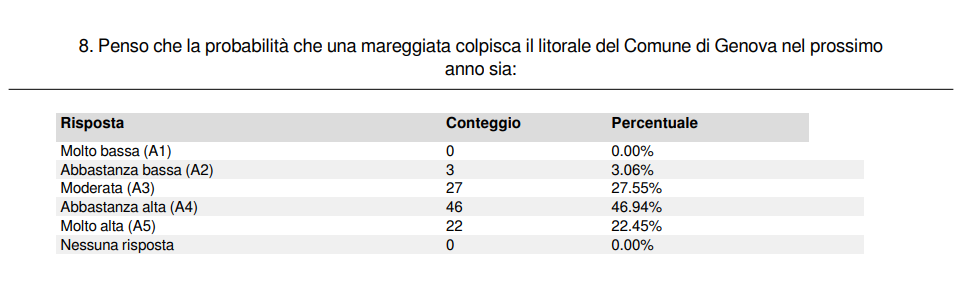 8. Penso che la probabilità che una mareggiata colpisca il litorale del Comune di Genova nel prossimo
anno sia:
Risposta Conteggio Percentuale
Molto bassa (A1) 0 0.00%
Abbastanza bassa (A2) 3 3.06%
Moderata (A3) 27 27.55%
Abbastanza alta (A4) 46 46.94%
Molto alta (A5) 22 22.45%
Nessuna risposta 0 0.00%